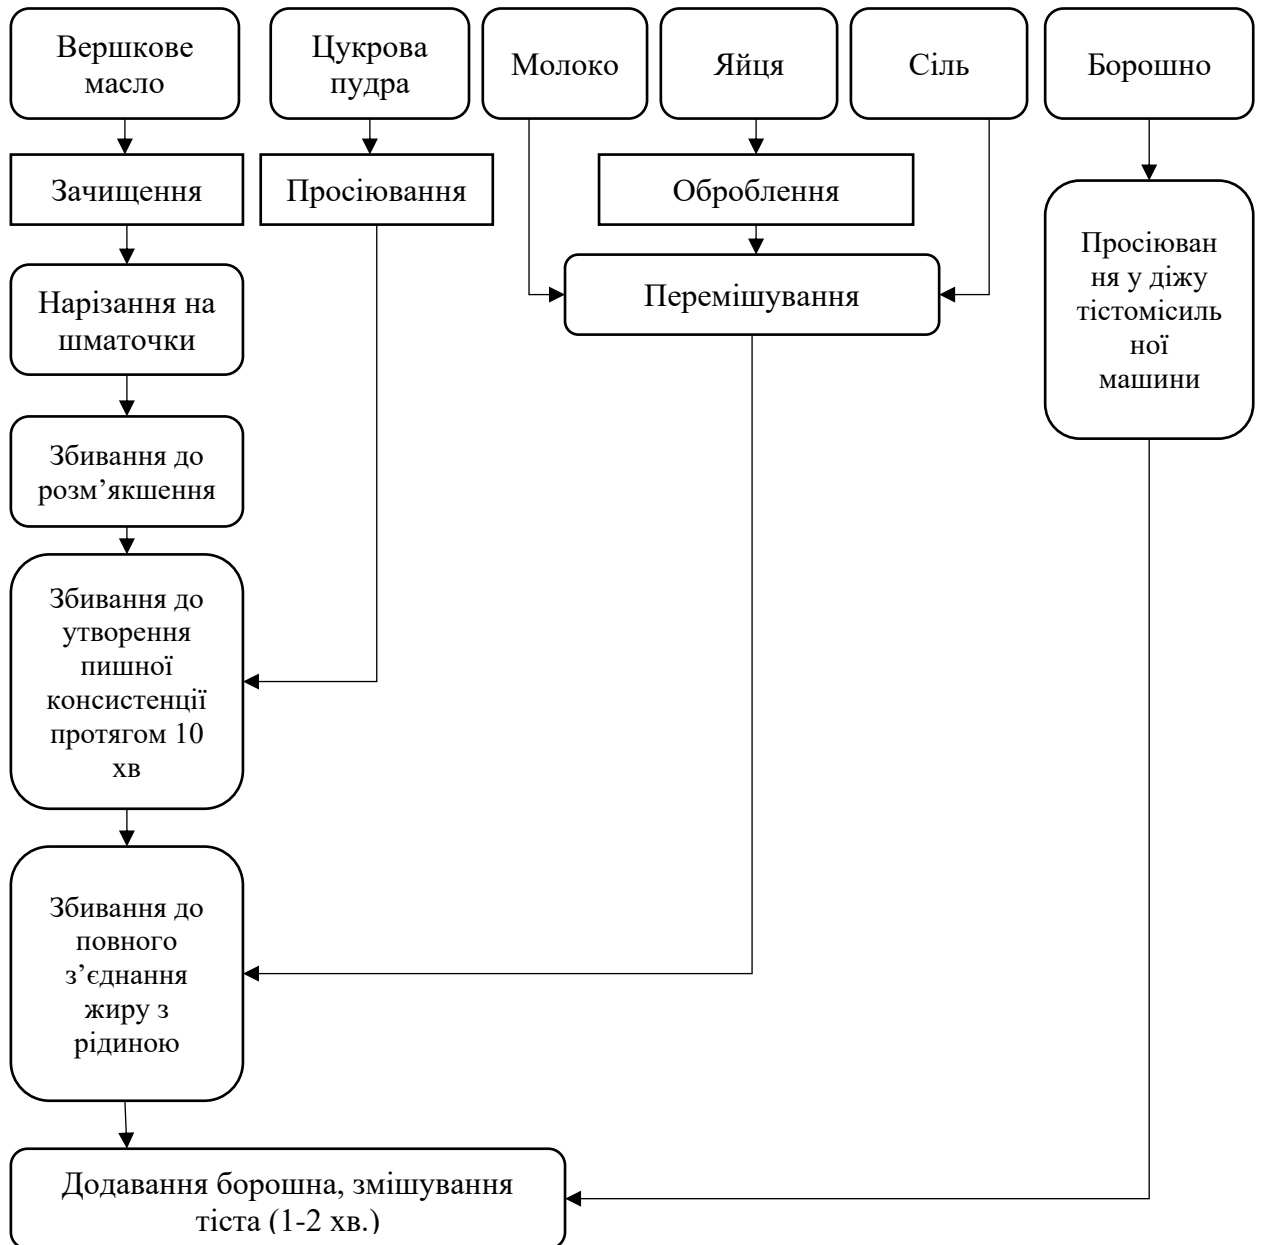 Вершкове
масло
Цукрова
пудра
Молоко
Яйця
Сіль
Борошно
Зачищення
Просіювання
Оброблення
Просіюван
ня у діжу
тістомісиль
ної
машини
Нарізання на
шматочки
Перемішування
Збивання до
розм’якшення
Збивання до
утворення
пишної
консистенції
протягом 10
хв
Збивання до
повного
з’єднання
жиру з
рідиною
Додавання борошна, змішування
тіста (1-2 хв.)